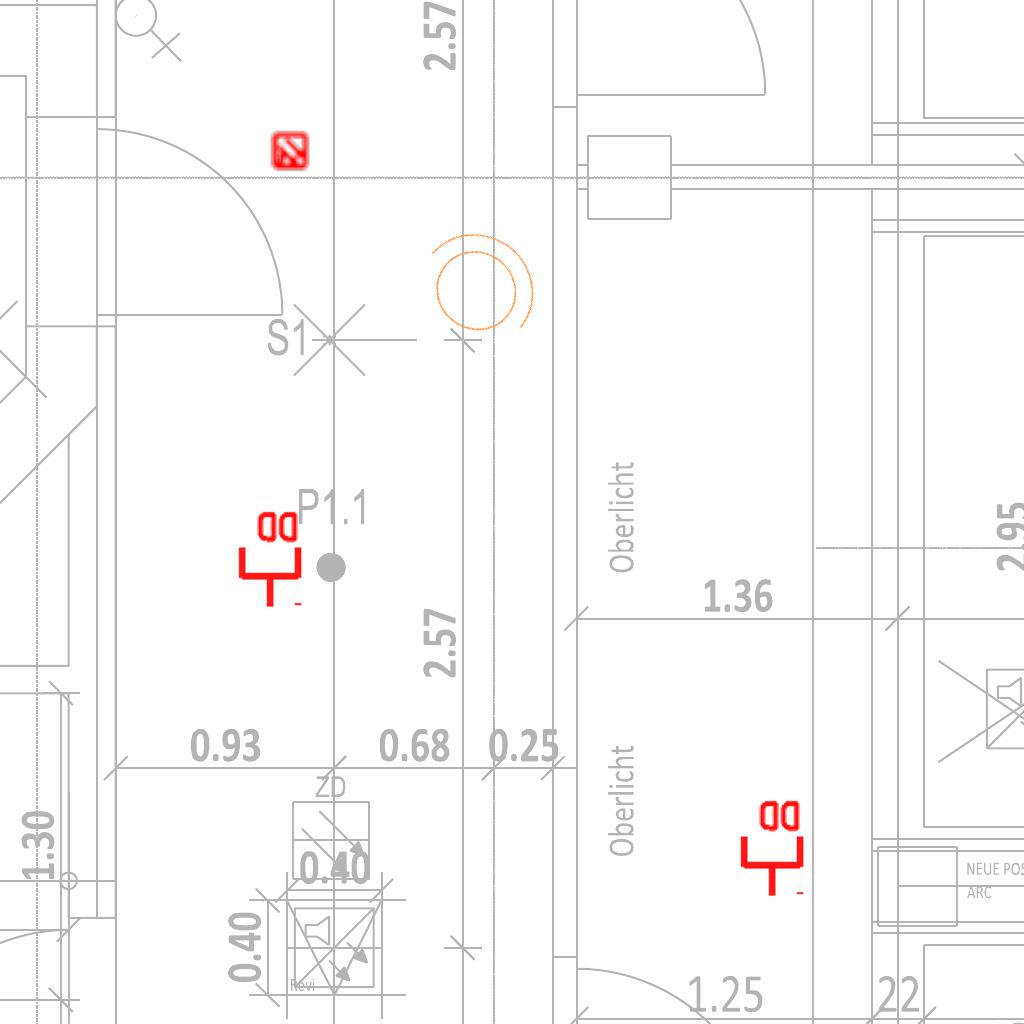 2.57
S1
P1.1
Oberlicht
2.95
1.36
2.57
0.93
0.68
0.25
ZD
Oberlicht
1.30
0.40
NEUE POS
ARC
0.40
Revi
1.25
22